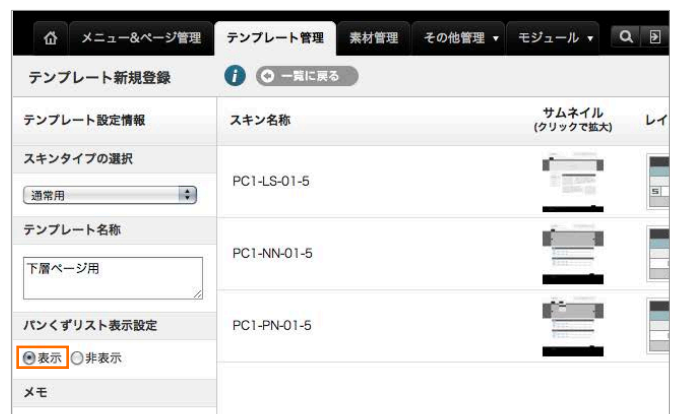 メニュー&ページ管理 テンプレート管理 素材管理 その他管理 ▼ モジュール ▼
テンプレート新規登録 i 一覧に戻る
テンプレート設定情報 スキン名称 サムネイル レイ
(クリックで拡大)
スキンタイプの選択
通常用 PC1-LS-01-5
テンプレート名称
下層ページ用 PC1-NN-01-5
パンくずリスト表示設定 PC1-PN-01-5
表示 非表示
メモ